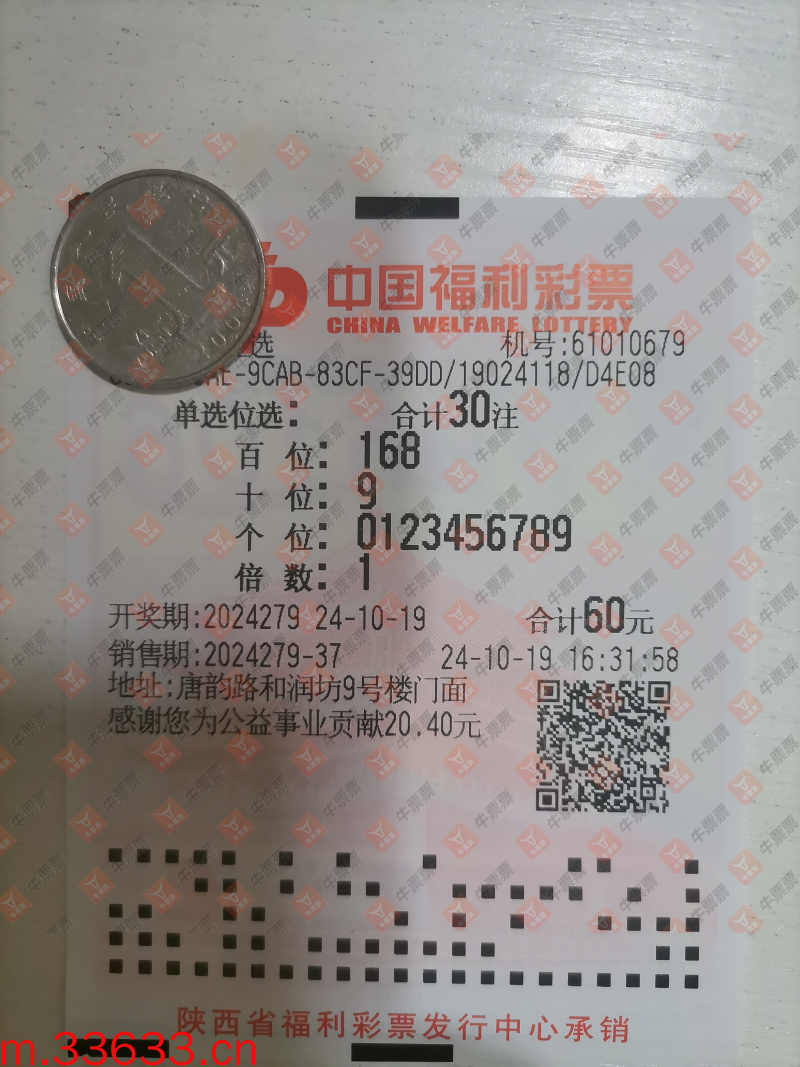 中国福利彩票
CHINA WELFARE LOTTERY
选 机号:61010679
-9CAB-83CF-39DD/19024118/D4E08
单选位选: 合计30注
百 位: 168
十 位: 9
个 位: 0123456789
倍 数: 1
开奖期:2024279 24-10-19 合计60元
销售期:2024279-37 24-10-19 16:31:58
地址:唐韵路和润坊9号楼门面
感谢您为公益事业贡献20.40元
陕西省福利彩票发行中心承销
m.33633.cn
牛票票